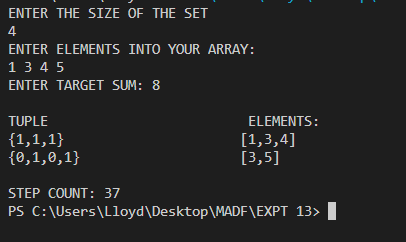 ENTER THE SIZE OF THE SET
4
ENTER ELEMENTS INTO YOUR ARRAY:
1 3 4 5
ENTER TARGET SUM: 8
TUPLE ELEMENTS:
{1,1,1} [1,3,4]
{0,1,0,1} [3,5]
STEP COUNT: 37
PS C:\Users\Lloyd\Desktop\MADF\EXPT 13>